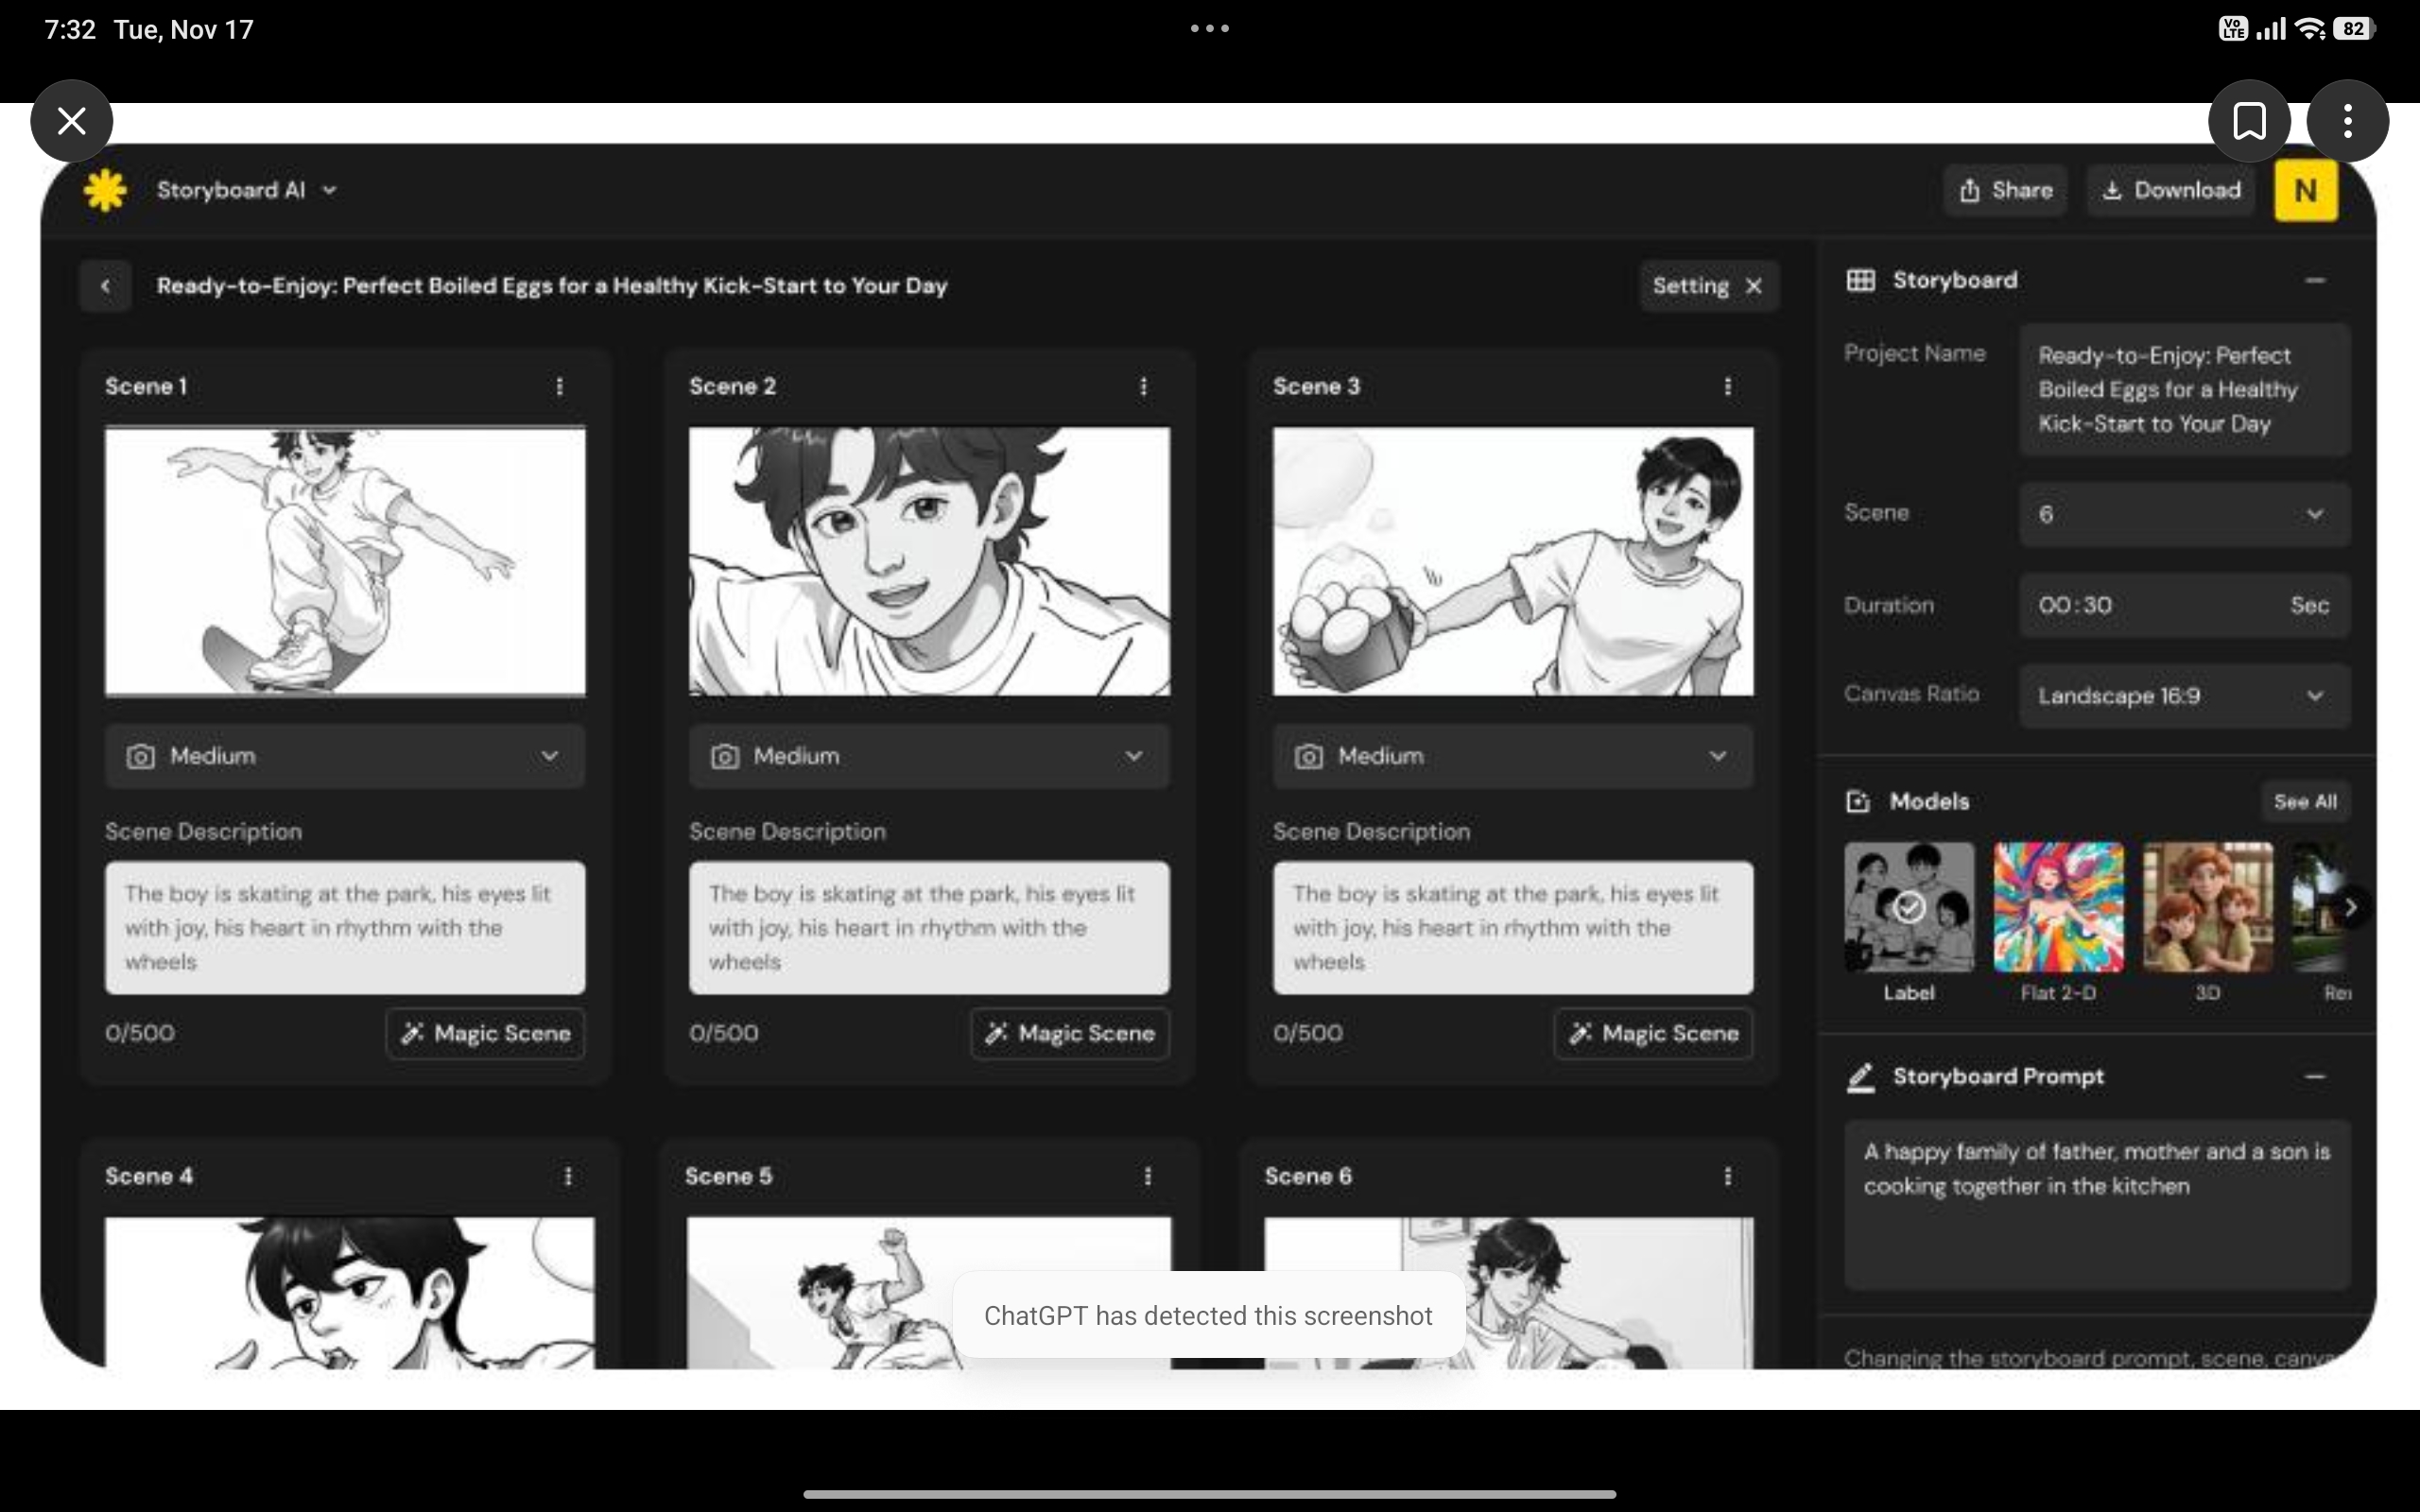 7:32 Tue, Nov 17
Vo LTE
82
Storyboard AI
Share
Download
N
Ready-to-Enjoy: Perfect Boiled Eggs for a Healthy Kick-Start to Your Day
Setting
Scene 1
Medium
Scene Description
The boy is skating at the park, his eyes lit
with joy, his heart in rhythm with the
wheels
0/500
Magic Scene
Scene 2
Medium
Scene Description
The boy is skating at the park, his eyes lit
with joy, his heart in rhythm with the
wheels
0/500
Magic Scene
Scene 3
Medium
Scene Description
The boy is skating at the park, his eyes lit
with joy, his heart in rhythm with the
wheels
0/500
Magic Scene
Scene 4
Scene 5
Scene 6
Storyboard
Project Name
Ready-to-Enjoy: Perfect
Boiled Eggs for a Healthy
Kick-Start to Your Day
Scene
6
Duration
00:30 Sec
Canvas Ratio
Landscape 16:9
Models
See All
Label
Flat 2-D
3D
Storyboard Prompt
A happy family of father, mother and a son is
cooking together in the kitchen
Changing the storyboard prompt, scene,
ChatGPT has detected this screenshot